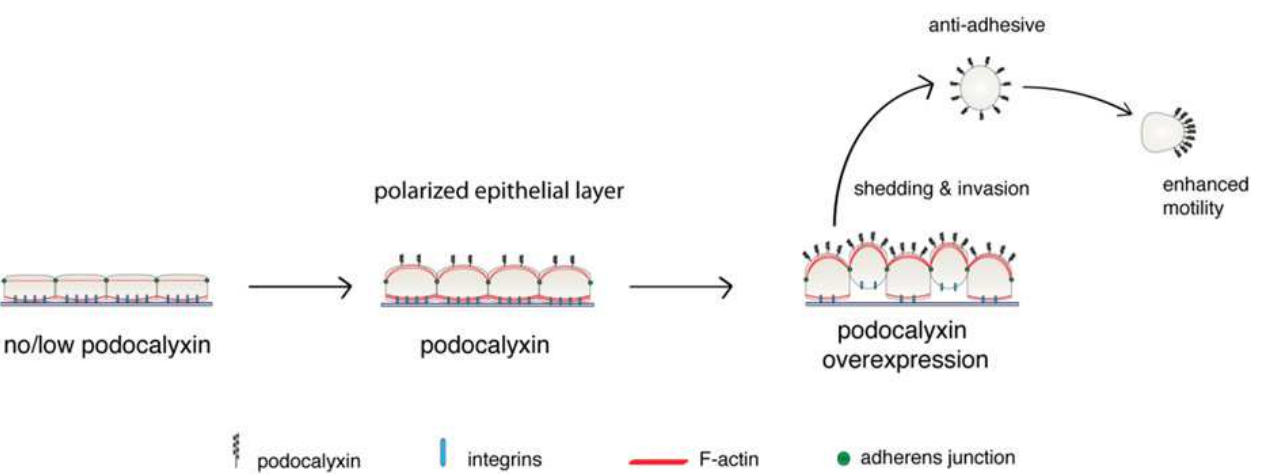 anti-adhesive
shedding & invasion
enhanced
motility
polarized epithelial layer
no/low podocalyxin
podocalyxin
podocalyxin
overexpression
podocalyxin
integrins
F-actin
adherens junction